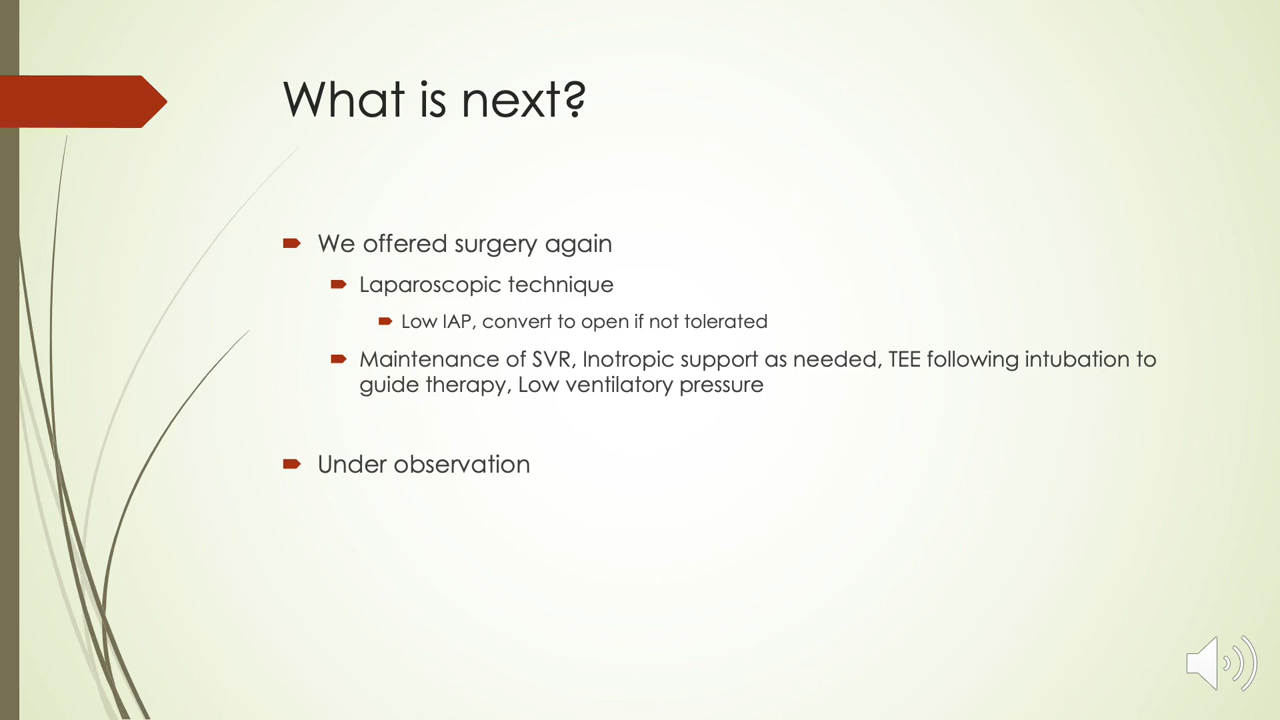 What is next?
We offered surgery again
Laparoscopic technique
Low IAP, convert to open if not tolerated
Maintenance of SVR, Inotropic support as needed, TEE following intubation to
guide therapy, Low ventilatory pressure
Under observation